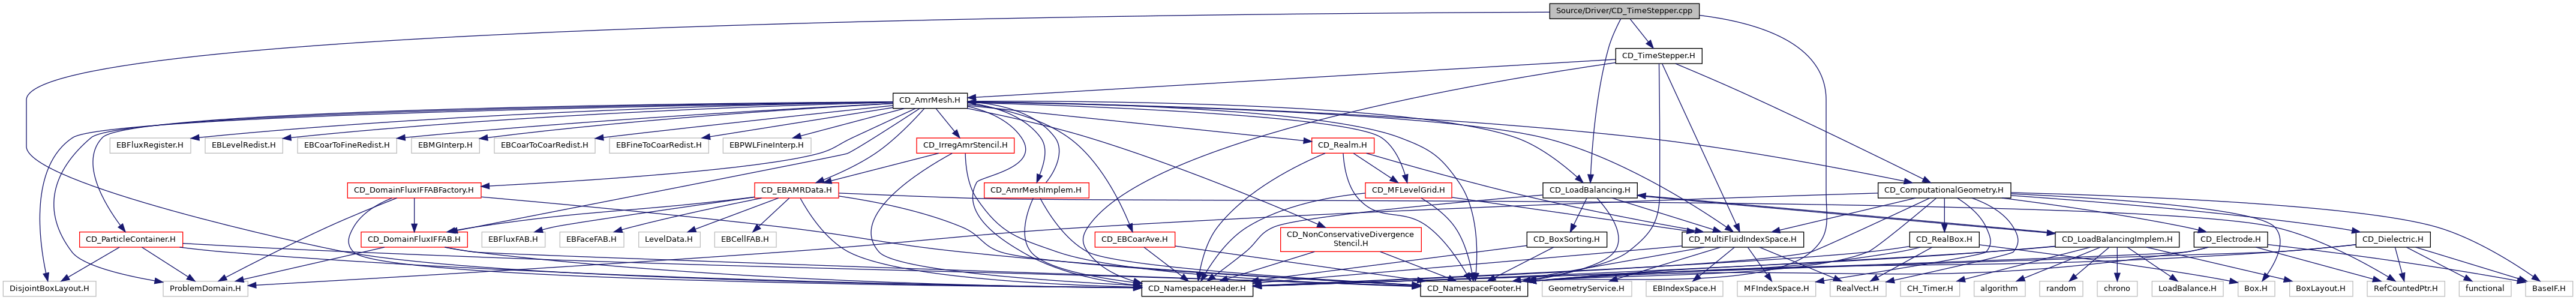 Source/Driver/CD_TimeStepper.cpp
CD_TimeStepper.H
CD_AmrMesh.H
EBFluxRegister.H
EBLevelRedist.H
EBCoarToFineRedist.H
EBMGInterp.H
EBCoarToCoarRedist.H
EBFineToCoarRedist.H
EBPWLFineInterp.H
CD_IrregAmrStencil.H
CD_Realm.H
CD_DomainFluxIFFABFactory.H
CD_EBAMRData.H
CD_AmrMeshImplem.H
CD_MFLevelGrid.H
CD_LoadBalancing.H
CD_ComputationalGeometry.H
CD_ParticleContainer.H
CD_DomainFluxIFFAB.H
EBFluxFAB.H
EBFaceFAB.H
LevelData.H
EBCellFAB.H
CD_EBCoarAve.H
CD_NonConservativeDivergence
Stencil.H
CD_BoxSorting.H
CD_MultiFluidIndexSpace.H
CD_RealBox.H
CD_LoadBalancingImplem.H
CD_Electrode.H
CD_Dielectric.H
DisjointBoxLayout.H
ProblemDomain.H
CD_NamespaceHeader.H
CD_NamespaceFooter.H
GeometryService.H
EBIndexSpace.H
MFIndexSpace.H
RealVect.H
CH_Timer.H
algorithm
random
chrono
LoadBalance.H
Box.H
BoxLayout.H
RefCountedPtr.H
functional
BaseIF.H